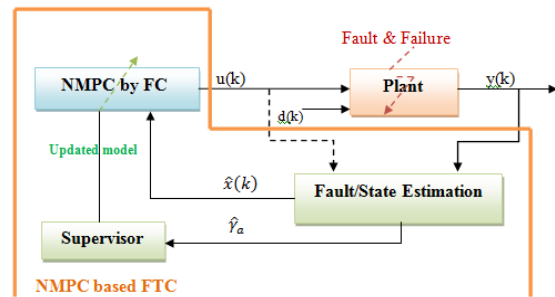 Fault & Failure
NMPC by FC
u(k)
Plant
y(k)
d(k)
Updated model
x̂(k)
Fault/State Estimation
γ̂ₐ
Supervisor
NMPC based FTC